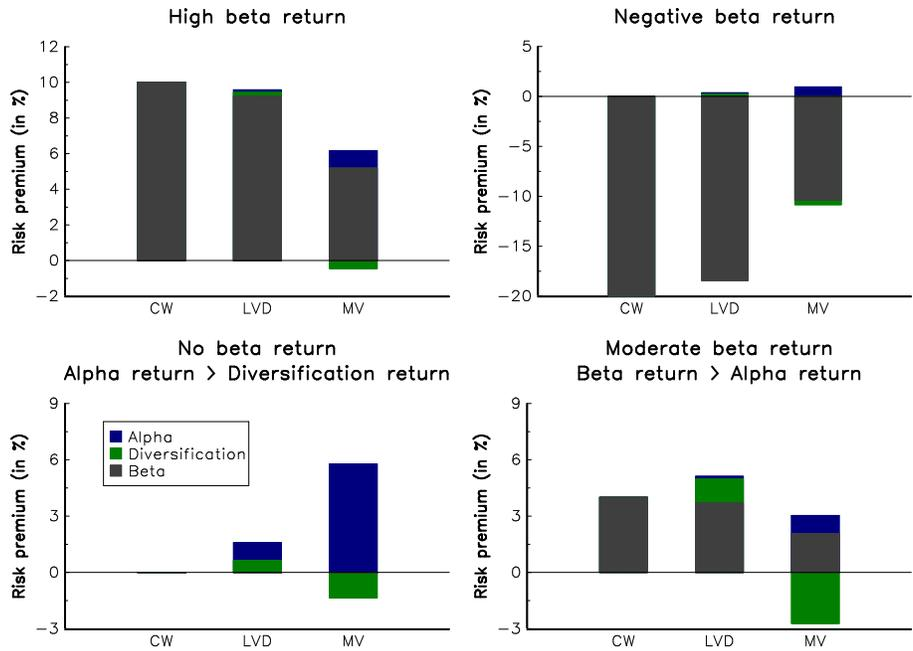 High beta return
Risk premium (in %)
12
10
8
6
4
2
0
−2
CW LVD MV
Negative beta return
Risk premium (in %)
5
0
−5
−10
−15
−20
CW LVD MV
No beta return
Alpha return > Diversification return
Risk premium (in %)
9
6
3
0
−3
Alpha
Diversification
Beta
CW LVD MV
Moderate beta return
Beta return > Alpha return
Risk premium (in %)
9
6
3
0
−3
CW LVD MV